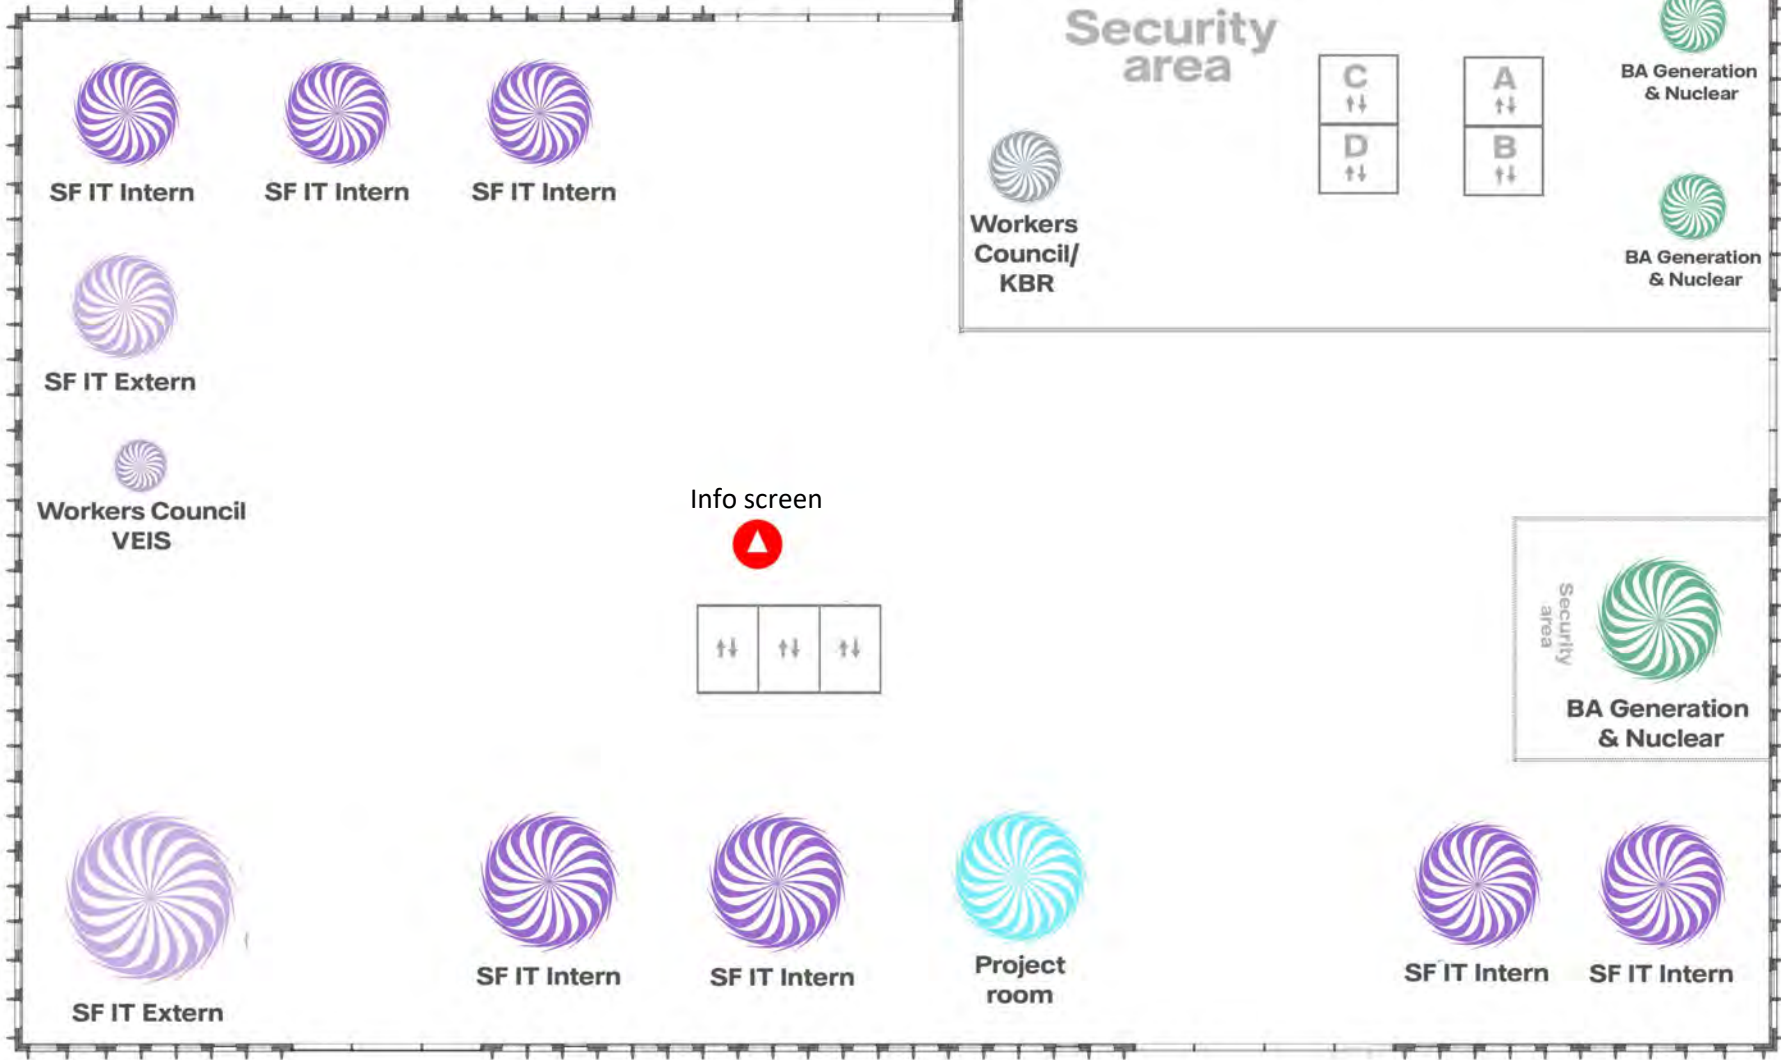 Security
area
C
A
D
B
BA Generation
& Nuclear
SF IT Intern
SF IT Intern
SF IT Intern
Workers
Council/
KBR
BA Generation
& Nuclear
SF IT Extern
Workers Council
VEIS
Info screen
Security
area
BA Generation
& Nuclear
SF IT Extern
SF IT Intern
SF IT Intern
Project
room
SF IT Intern
SF IT Intern